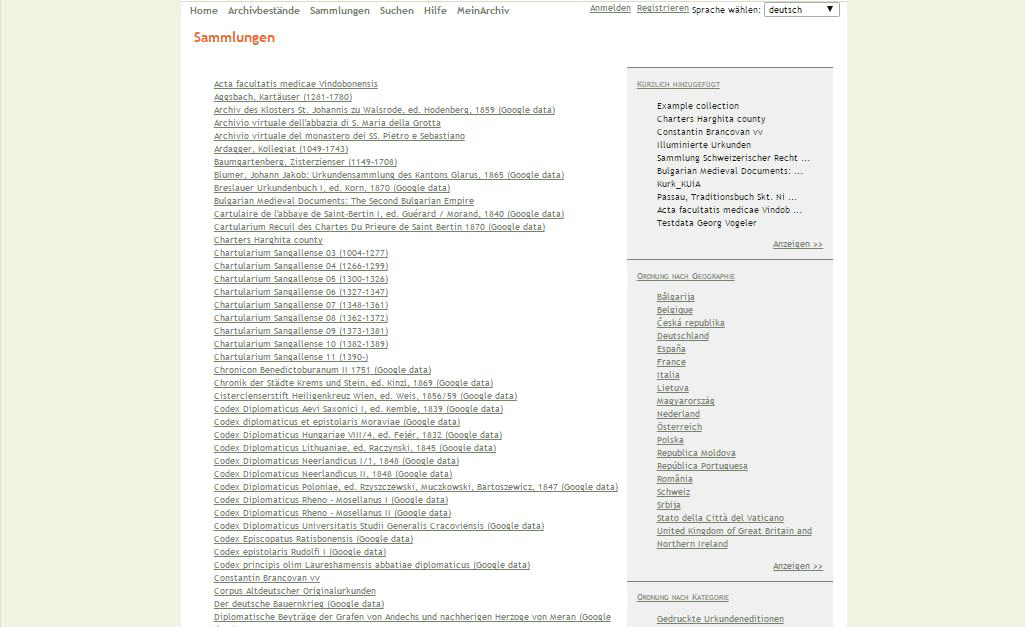 Home Archivbestände Sammlungen Suchen Hilfe MeinArchiv
Anmelden Registrieren Sprache wählen: deutsch
Sammlungen
Acta facultatis medicae Vindobonensis
Aggsbach, Kartäuser (1281-1780)
Archiv des Klosters St. Johannis zu Walsrode, ed. Hodenberg, 1859 (Google data)
Archivio virtuale dell'abbazia di S. Maria della Grotta
Archivio virtuale del monastero dei SS. Pietro e Sebastiano
Ardagger, Kollegiat (1049-1743)
Baumgartenberg, Zisterzienser (1149-1708)
Blumer, Johann Jakob: Urkundensammlung des Kantons Glarus, 1865 (Google data)
Breslauer Urkundenbuch I, ed. Korn, 1870 (Google data)
Bulgarian Medieval Documents: The Second Bulgarian Empire
Cartulaire de l'abbaye de Saint-Bertin I, ed. Guérard / Morand, 1840 (Google data)
Cartularium Recuil des Chartes Du Prieure de Saint Bertin 1870 (Google data)
Charters Harghita county
Chartularium Sangallense 03 (1004-1277)
Chartularium Sangallense 04 (1266-1299)
Chartularium Sangallense 05 (1300-1326)
Chartularium Sangallense 06 (1327-1347)
Chartularium Sangallense 07 (1348-1361)
Chartularium Sangallense 08 (1362-1372)
Chartularium Sangallense 09 (1373-1381)
Chartularium Sangallense 10 (1382-1389)
Chartularium Sangallense 11 (1390-)
Chronicon Benedictoburanum II 1751 (Google data)
Chronik der Städte Krems und Stein, ed. Kinzl, 1869 (Google data)
Cistercienserstift Heiligenkreuz Wien, ed. Weis, 1856/59 (Google data)
Codex Diplomaticus Aevi Saxonici I, ed. Kemble, 1839 (Google data)
Codex diplomaticus et epistolaris Moraviae (Google data)
Codex Diplomaticus Hungariae VIII/4, ed. Fejér, 1832 (Google data)
Codex Diplomaticus Lithuaniae, ed. Raczynski, 1845 (Google data)
Codex Diplomaticus Neerlandicus I/1, 1848 (Google data)
Codex Diplomaticus Neerlandicus II, 1848 (Google data)
Codex Diplomaticus Poloniae, ed. Rzyszczewski, Muczkowski, Bartoszewicz, 1847 (Google data)
Codex Diplomaticus Rheno - Mosellanus I (Google data)
Codex Diplomaticus Rheno - Mosellanus II (Google data)
Codex Diplomaticus Universitatis Studii Generalis Cracoviensis (Google data)
Codex Episcopatus Ratisbonensis (Google data)
Codex epistolaris Rudolfi I (Google data)
Codex principis olim Laureshamensis abbatiae diplomaticus (Google data)
Constantin Brancovan vv
Corpus Altdeutscher Originalurkunden
Der deutsche Bauernkrieg (Google data)
Diplomatische Beyträge der Grafen von Andechs und nachherigen Herzoge von Meran (Google
Kürzlich hinzugefügt
Example collection
Charters Harghita county
Constantin Brancovan vv
Illuminierte Urkunden
Sammlung Schweizerischer Recht ...
Bulgarian Medieval Documents: ...
Kurk_KUiA
Passau, Traditionsbuch Skt. Ni ...
Acta facultatis medicae Vindob ...
Testdata Georg Vogeler
Anzeigen >>
Ordnung nach Geographie
Bălgarija
Belgique
Česká republika
Deutschland
España
France
Italia
Lietuva
Magyarország
Nederland
Österreich
Polska
Republica Moldova
República Portuguesa
România
Schweiz
Srbija
Stato della Città del Vaticano
United Kingdom of Great Britain and
Northern Ireland
Anzeigen >>
Ordnung nach Kategorie
Gedruckte Urkundeneditionen